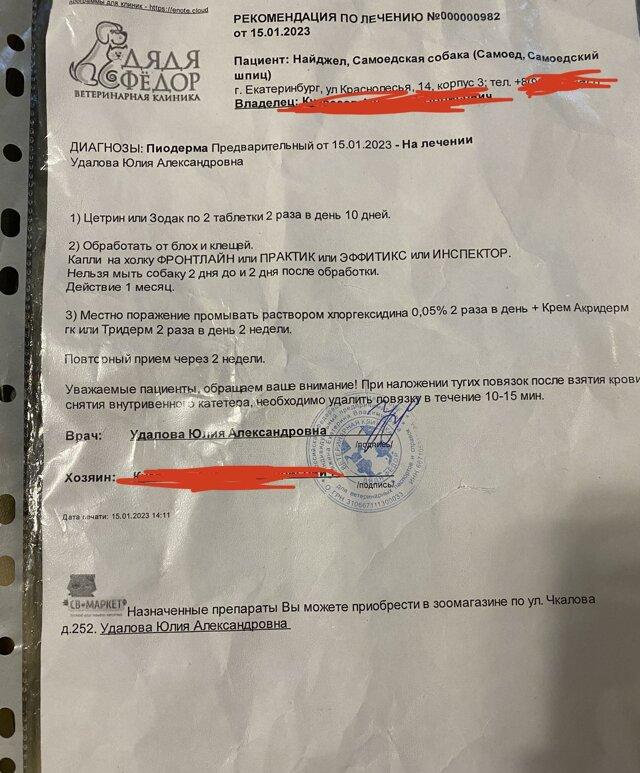 программы для клиник - https://enote.cloud
РЕКОМЕНДАЦИЯ ПО ЛЕЧЕНИЮ №000000982
от 15.01.2023
ДЯДЯ
ФЁДОР
ВЕТЕРИНАРНАЯ КЛИНИКА
Пациент: Найджел, Самоедская собака (Самоед, Самоедский
шпиц)
г. Екатеринбург, ул Краснолесья, 14, корпус 3; тел.
Владелец:
ДИАГНОЗЫ: Пиодерма Предварительный от 15.01.2023 - На лечении
Удалова Юлия Александровна
1) Цетрин или Зодак по 2 таблетки 2 раза в день 10 дней.
2) Обработать от блох и клещей.
Капли на холку ФРОНТЛАЙН или ПРАКТИК или ЭФФИТИКС или ИНСПЕКТОР.
Нельзя мыть собаку 2 дня до и 2 дня после обработки.
Действие 1 месяц.
3) Местно поражение промывать раствором хлоргексидина 0,05% 2 раза в день + Крем Акридерм
гк или Тридерм 2 раза в день 2 недели.
Повторный прием через 2 недели.
Уважаемые пациенты, обращаем ваше внимание! При наложении тугих повязок после взятия крови
снятия внутривенного катетера, необходимо удалить повязку в течение 10-15 мин.
Врач: Удалова Юлия Александровна
/подпись/
Хозяин:
/подпись/
Дата печати: 15.01.2023 14:11
СВ-МАРКЕТ
Назначенные препараты Вы можете приобрести в зоомагазине по ул. Чкалова
д.252. Удалова Юлия Александровна